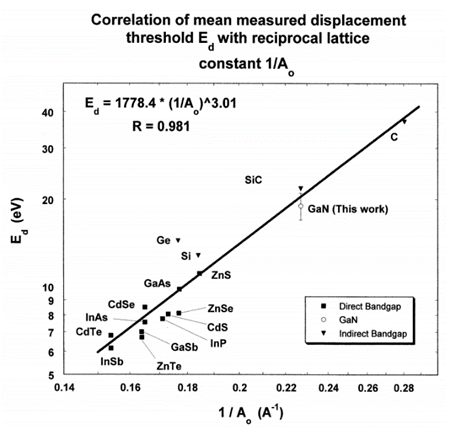 Correlation of mean measured displacement
threshold E_d with reciprocal lattice
constant 1/A_o
E_d = 1778.4 * (1/A_o)^3.01
R = 0.981
E_d (eV)
40
30
20
10
9
8
7
6
5
C
SiC
GaN (This work)
Ge
Si
ZnS
GaAs
CdSe
ZnSe
InAs
CdS
CdTe
GaSb
InP
InSb
ZnTe
Direct Bandgap
GaN
Indirect Bandgap
0.14
0.16
0.18
0.2
0.22
0.24
0.26
0.28
1 / A_o (A^-1)